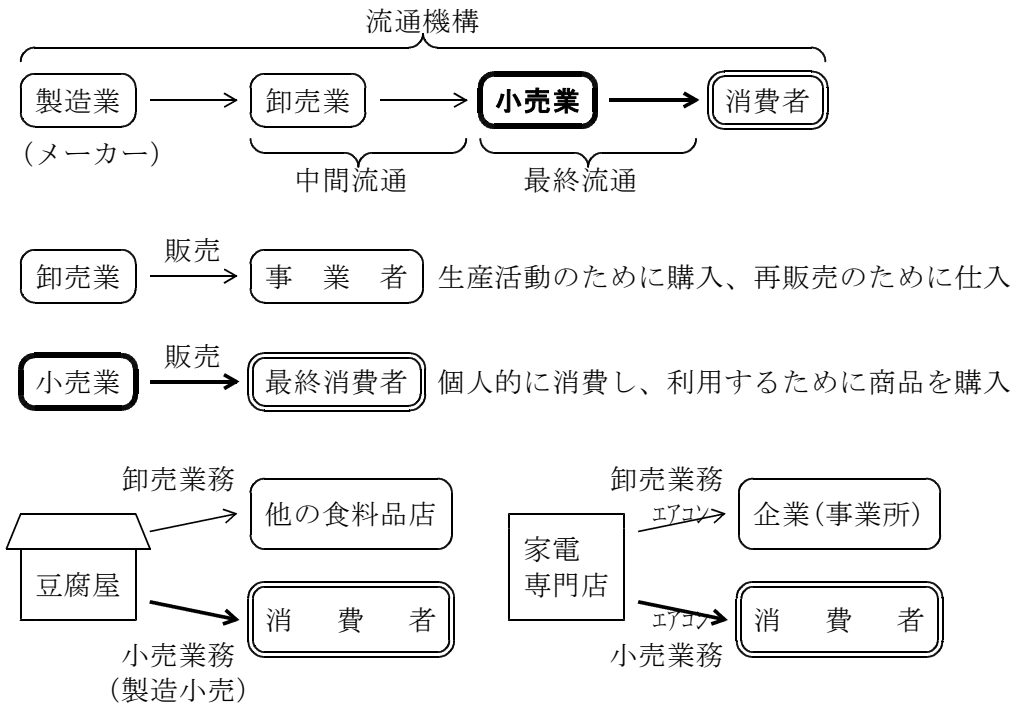 流通機構
製造業 卸売業 小売業 消費者
(メーカー)
中間流通 最終流通
販売
卸売業 事業者 生産活動のために購入、再販売のために仕入
販売
小売業 最終消費者 個人的に消費し、利用するために商品を購入
卸売業務
他の食料品店
豆腐屋
消費者
小売業務
(製造小売)
卸売業務
エアコン
企業(事業所)
家電
専門店
エアコン
消費者
小売業務